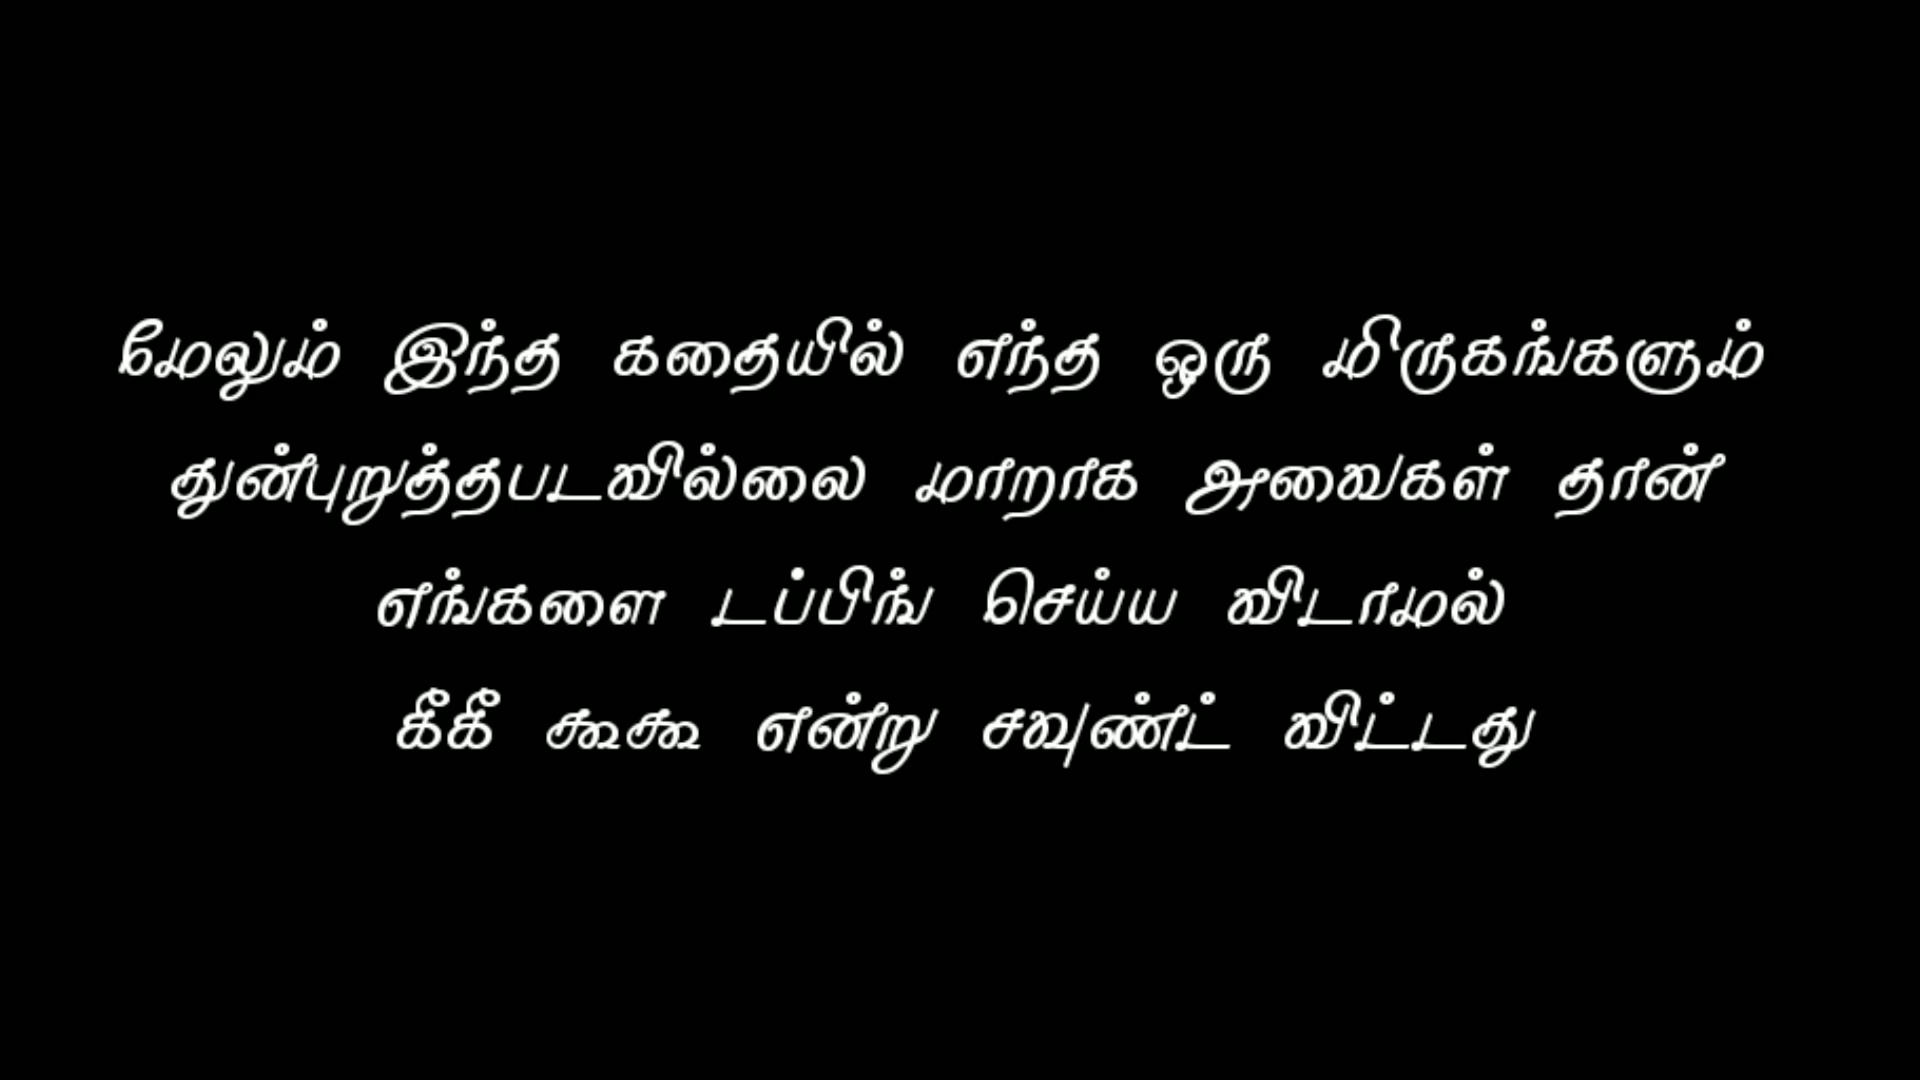 மேலும் இந்த கதையில் எந்த ஒரு மிருகங்களும்
துன்புறுத்தபடவில்லை மாறாக அவைகள் தான்
எங்களை டப்பிங் செய்ய விடாமல்
கீகீ கூகூ என்று சவுண்ட் விட்டது